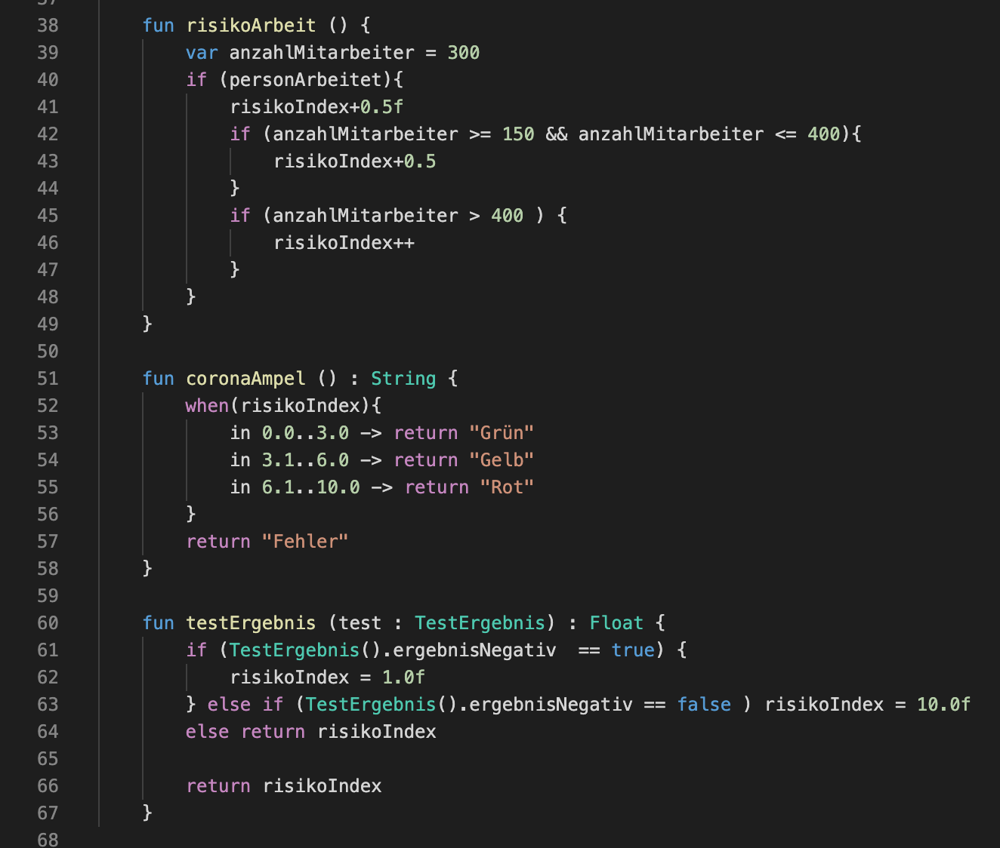 37
38 fun risikoArbeit () {
39 var anzahlMitarbeiter = 300
40 if (personArbeitet){
41 risikoIndex+0.5f
42 if (anzahlMitarbeiter >= 150 && anzahlMitarbeiter <= 400){
43 risikoIndex+0.5
44 }
45 if (anzahlMitarbeiter > 400 ) {
46 risikoIndex++
47 }
48 }
49 }
50
51 fun coronaAmpel () : String {
52 when(risikoIndex){
53 in 0.0..3.0 -> return "Grün"
54 in 3.1..6.0 -> return "Gelb"
55 in 6.1..10.0 -> return "Rot"
56 }
57 return "Fehler"
58 }
59
60 fun testErgebnis (test : TestErgebnis) : Float {
61 if (TestErgebnis().ergebnisNegativ  == true) {
62 risikoIndex = 1.0f
63 } else if (TestErgebnis().ergebnisNegativ == false ) risikoIndex = 10.0f
64 else return risikoIndex
65
66 return risikoIndex
67 }
68